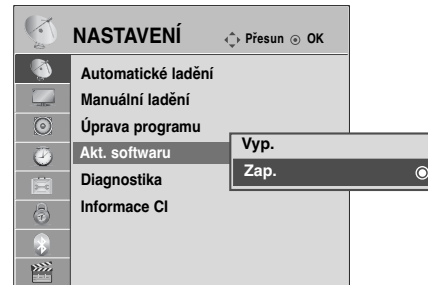 NASTAVENÍ
Přesun OK
Automatické ladění
Manuální ladění
Úprava programu
Akt. softwaru
Diagnostika
Informace CI
Vyp.
Zap.